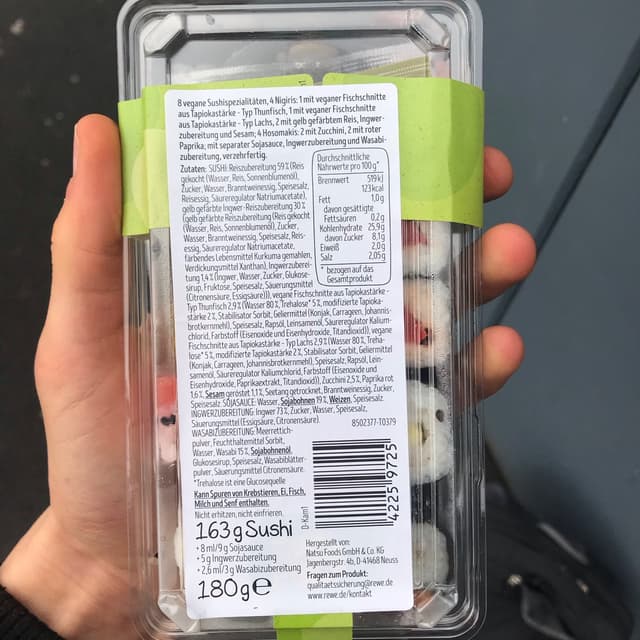 8 vegane Sushispezialitäten, 4 Nigiris: 1 mit veganer Fischschnitte
aus Tapiokastärke - Typ Thunfisch, 1 mit veganer Fischschnitte
aus Tapiokastärke - Typ Lachs, 2 mit gelb gefärbtem Reis, Ingwer-
zubereitung und Sesam; 4 Hosomakis: 2 mit Zucchini, 2 mit roter
Paprika; mit separater Sojasauce, Ingwerzubereitung und Wasabi-
zubereitung, verzehrfertig.
Zutaten: SUSHI: Reiszubereitung 59 % (Reis
gekocht (Wasser, Reis, Sonnenblumenöl),
Zucker, Wasser, Branntweinessig, Speisesalz,
Reisessig, Säureregulator Natriumacetate),
gelb gefärbte Ingwer-Reiszubereitung 30 %
(gelb gefärbte Reiszubereitung (Reis gekocht
(Wasser, Reis, Sonnenblumenöl), Zucker,
Wasser, Branntweinessig, Speisesalz, Reis-
essig, Säureregulator Natriumacetate,
färbendes Lebensmittel Kurkuma gemahlen,
Verdickungsmittel Xanthan), Ingwerzuberei-
tung 1,4 % (Ingwer, Wasser, Zucker, Glukose-
sirup, Fruktose, Speisesalz, Säuerungsmittel
(Citronensäure, Essigsäure))), vegane Fischschnitte aus Tapiokastärke -
Typ Thunfisch 2,9 % (Wasser 80 %, Trehalose* 5 %, modifizierte Tapioka-
stärke 2 %, Stabilisator Sorbit, Geliermittel (Konjak, Carrageen, Johannis-
brotkernmehl), Speisesalz, Rapsöl, Leinsamenöl, Säureregulator Kalium-
chlorid, Farbstoff (Eisenoxide und Eisenhydroxide, Titandioxid)), vegane
Fischschnitte aus Tapiokastärke - Typ Lachs 2,9 % (Wasser 80 %, Treha-
lose* 5 %, modifizierte Tapiokastärke 2 %, Stabilisator Sorbit, Geliermittel
(Konjak, Carrageen, Johannisbrotkernmehl), Speisesalz, Rapsöl, Lein-
samenöl, Säureregulator Kaliumchlorid, Farbstoff (Eisenoxide und
Eisenhydroxide, Paprikaextrakt, Titandioxid)), Zucchini 2,5 %, Paprika rot
1,6 %, Sesam geröstet 1,1 %, Seetang getrocknet, Branntweinessig, Zucker,
Speisesalz. SOJASAUCE: Wasser, Sojabohnen 19 %, Weizen, Speisesalz.
INGWERZUBEREITUNG: Ingwer 73 %, Zucker, Wasser, Speisesalz,
Säuerungsmittel (Essigsäure, Citronensäure).
WASABIZUBEREITUNG: Meerrettich-
pulver, Feuchthaltemittel Sorbit,
Wasser, Wasabi 15 %, Sojabohnenöl,
Glukosesirup, Speisesalz, Wasabiblätter-
pulver, Säuerungsmittel Citronensäure.
*Trehalose ist eine Glucosequelle
Kann Spuren von Krebstieren, Ei, Fisch,
Milch und Senf enthalten.
Nicht erhitzen, nicht einfrieren.
163 g Sushi
+ 8 ml/9 g Sojasauce
+ 5 g Ingwerzubereitung
+ 2,6 ml/3 g Wasabizubereitung
180 g e
Durchschnittliche
Nährwerte pro 100 g*
Brennwert 519 kJ
123 kcal
Fett 1,0 g
davon gesättigte
Fettsäuren 0,2 g
Kohlenhydrate 25,9 g
davon Zucker 8,1 g
Eiweiß 2,0 g
Salz 2,05 g
* bezogen auf das
Gesamtprodukt
8502377-T0379
42251972
D-Kam1
Hergestellt von:
Natsu Foods GmbH & Co. KG
Jagenbergstr. 4b, D-41468 Neuss
Fragen zum Produkt:
qualitaetssicherung@rewe.de
www.rewe.de/kontakt